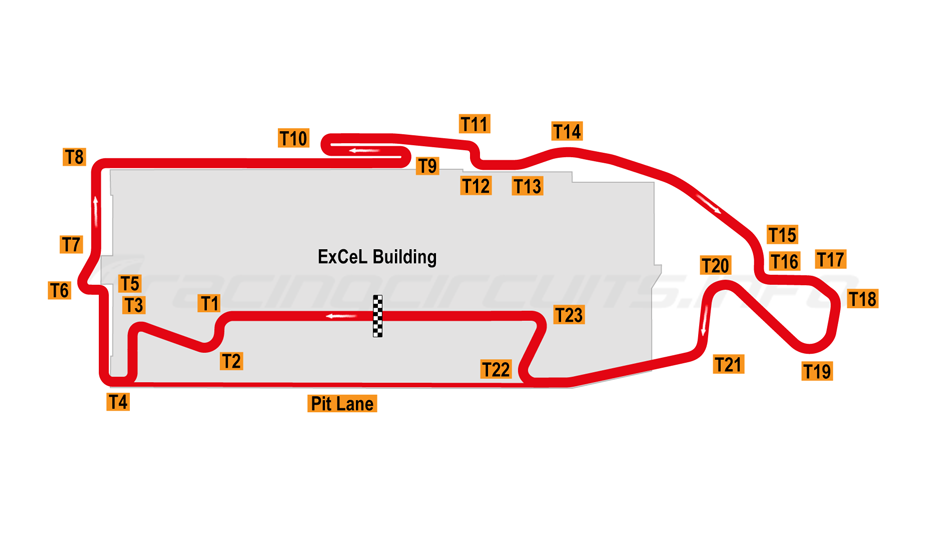 T14
T11
T10
T8
T9
T12
T13
T15
T7
ExCeL Building
T17
T16
T20
T5
T6
racingcircuits.info
T18
T3
T1
T23
T2
T21
T22
T19
T4
Pit Lane